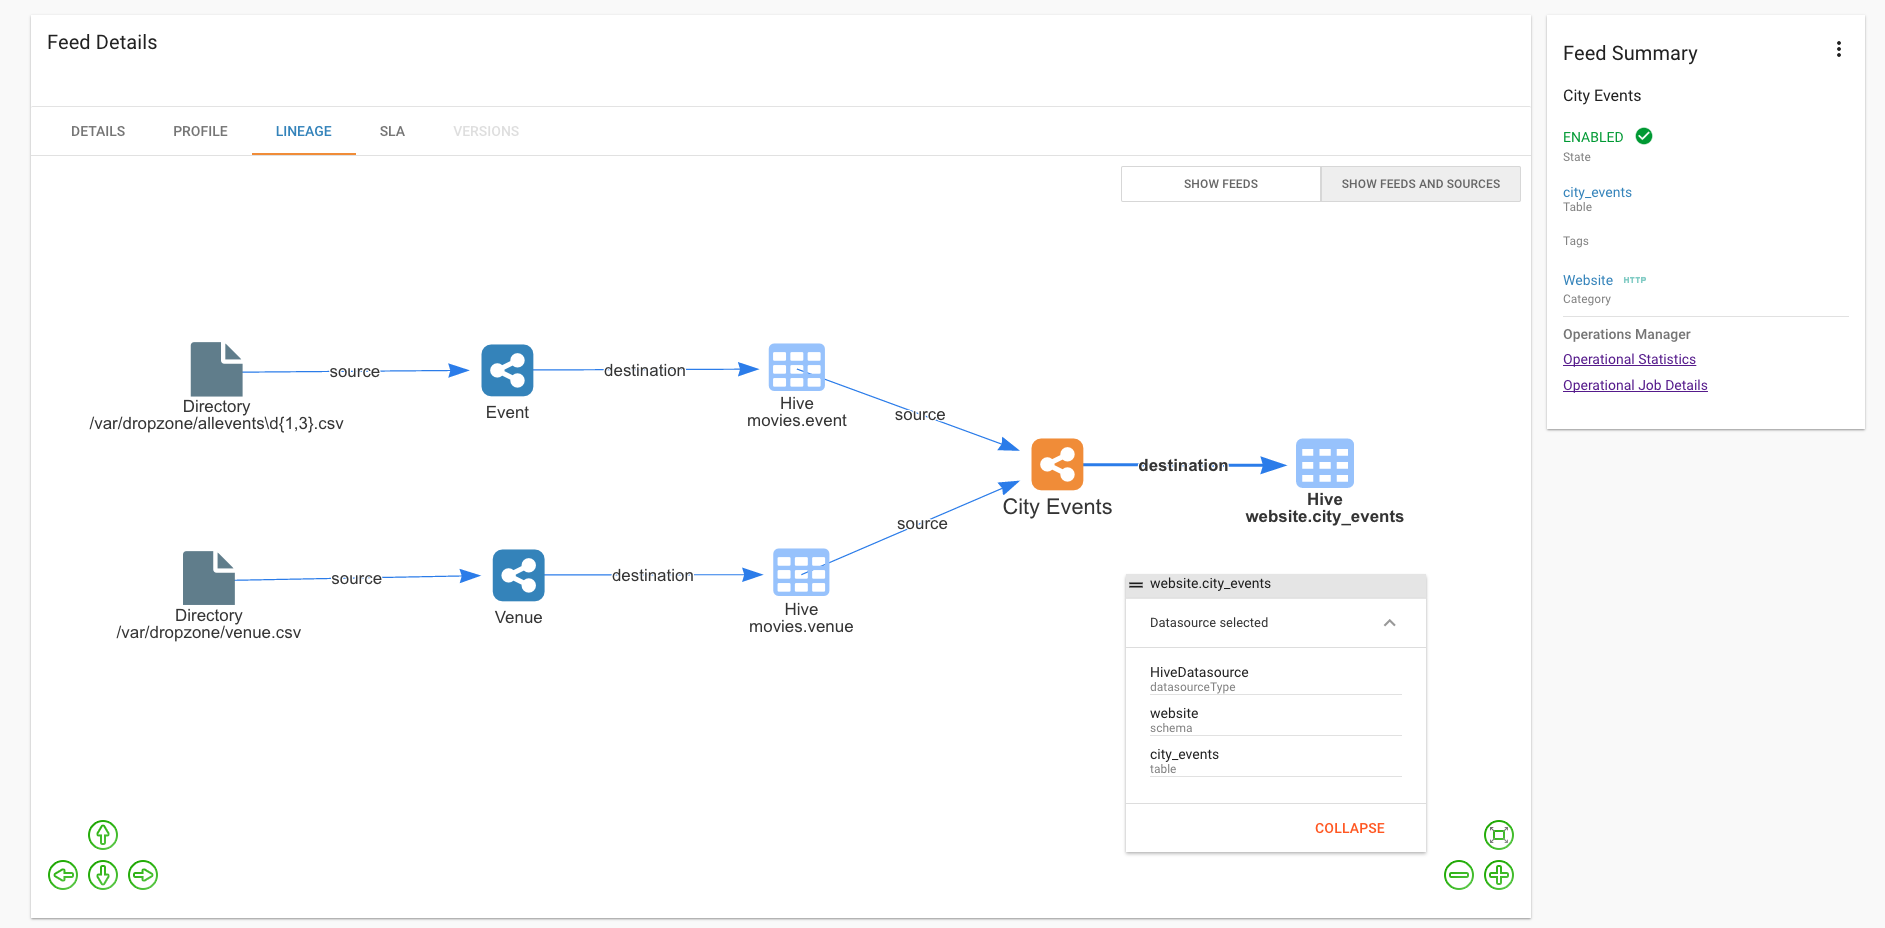 Feed Details
DETAILS
PROFILE
LINEAGE
SLA
VERSIONS
SHOW FEEDS
SHOW FEEDS AND SOURCES
source
destination
Directory
/var/dropzone/allevents\d{1,3}.csv
Event
Hive
movies.event
source
destination
City Events
Hive
website.city_events
source
source
destination
Directory
/var/dropzone/venue.csv
Venue
Hive
movies.venue
website.city_events
Datasource selected
HiveDatasource
datasourceType
website
schema
city_events
table
COLLAPSE
Feed Summary
City Events
ENABLED
State
city_events
Table
Tags
Website HTTP
Category
Operations Manager
Operational Statistics
Operational Job Details